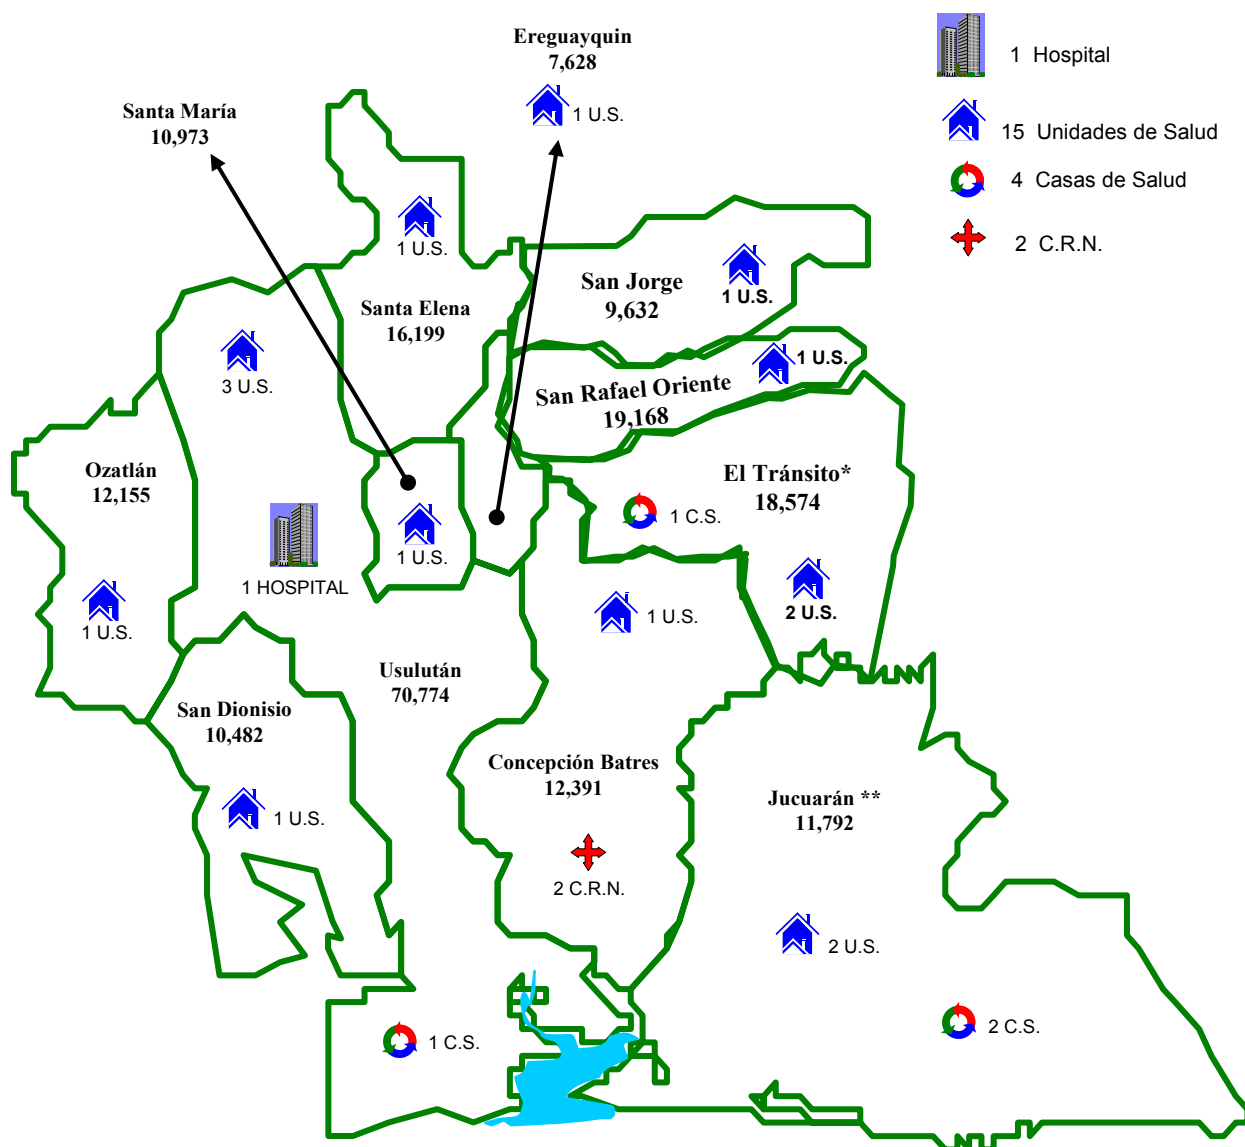 Ereguayquin
7,628
1 U.S.
Santa María
10,973
1 Hospital
15 Unidades de Salud
4 Casas de Salud
2 C.R.N.
1 U.S.
Santa Elena
16,199
San Jorge
9,632
1 U.S.
3 U.S.
San Rafael Oriente
19,168
1 U.S.
Ozatlán
12,155
1 U.S.
El Tránsito*
18,574
1 C.S.
2 U.S.
1 HOSPITAL
1 U.S.
1 U.S.
Usulután
70,774
San Dionisio
10,482
1 U.S.
Concepción Batres
12,391
2 C.R.N.
Jucuarán **
11,792
2 U.S.
1 C.S.
2 C.S.